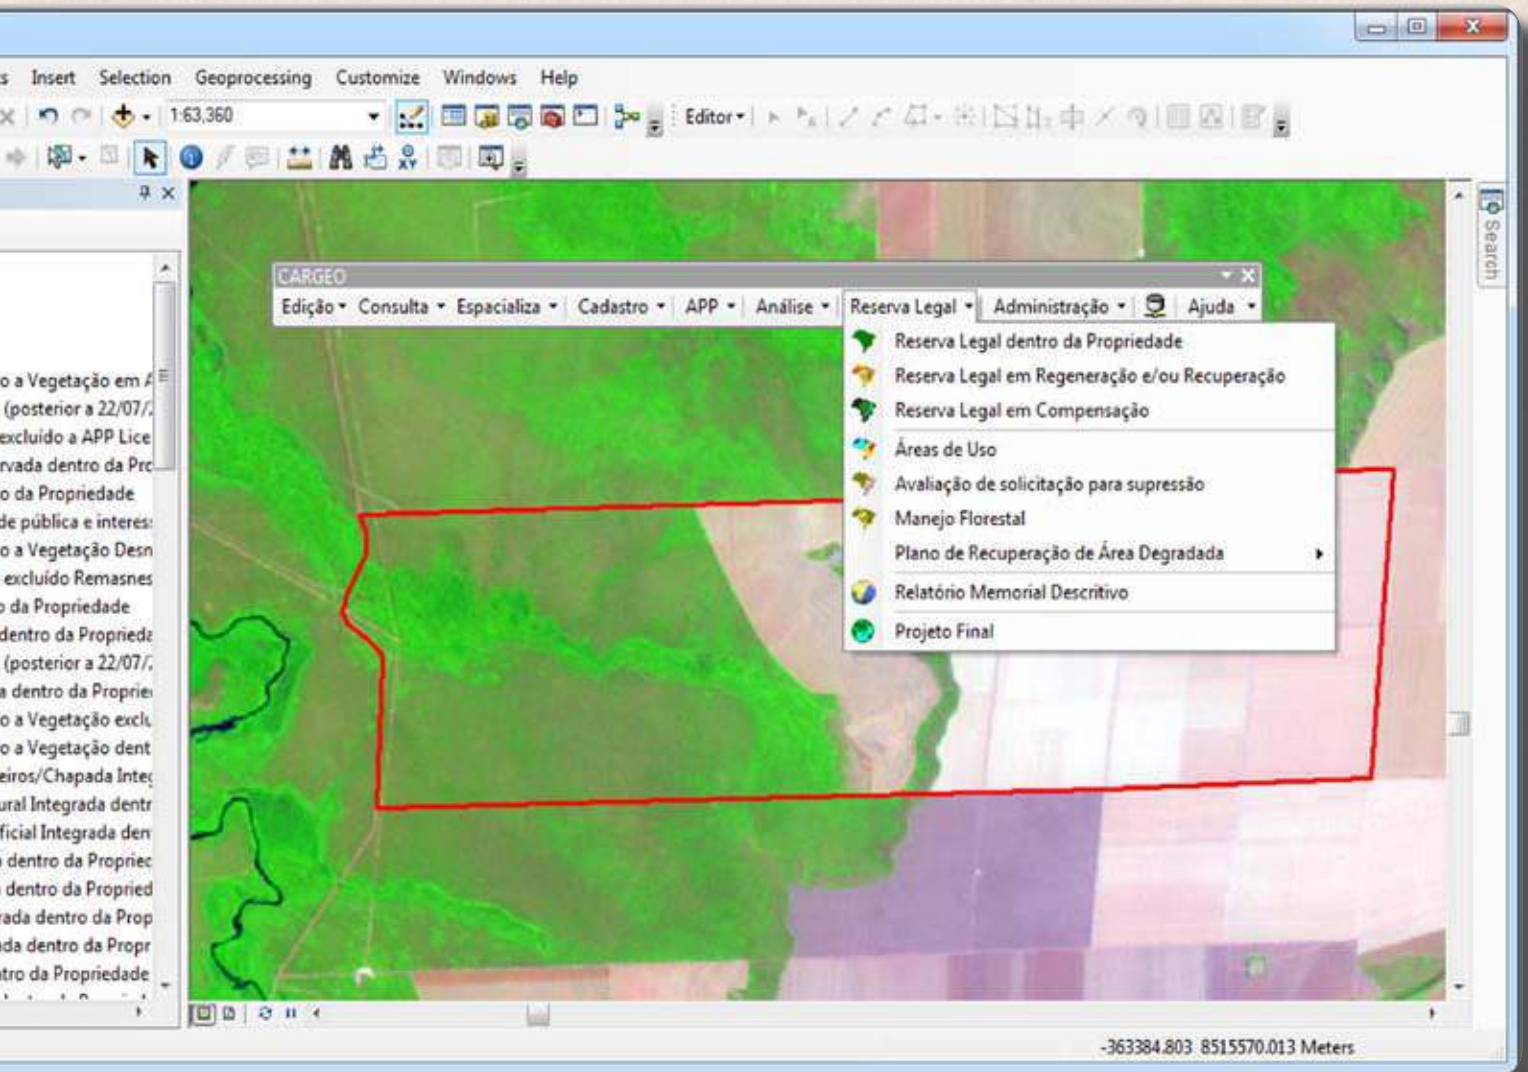 Insert Selection Geoprocessing Customize Windows Help
1:63,360 Editor
XY
Search
CARGEO
Edição Consulta Espacializa Cadastro APP Análise Reserva Legal Administração Ajuda
Reserva Legal dentro da Propriedade
Reserva Legal em Regeneração e/ou Recuperação
Reserva Legal em Compensação
Áreas de Uso
Avaliação de solicitação para supressão
Manejo Florestal
Plano de Recuperação de Área Degradada
Relatório Memorial Descritivo
Projeto Final
o a Vegetação em A
(posterior a 22/07/
excluído a APP Lice
rvada dentro da Pro
o da Propriedade
de pública e interes
o a Vegetação Desn
excluído Remasnes
o da Propriedade
dentro da Proprieda
(posterior a 22/07/
a dentro da Proprie
o a Vegetação exclu
o a Vegetação dent
eiros/Chapada Integ
ural Integrada dentr
ficial Integrada den
dentro da Propried
dentro da Propried
rada dentro da Prop
da dentro da Propr
tro da Propriedade
-363384.803 8515570.013 Meters